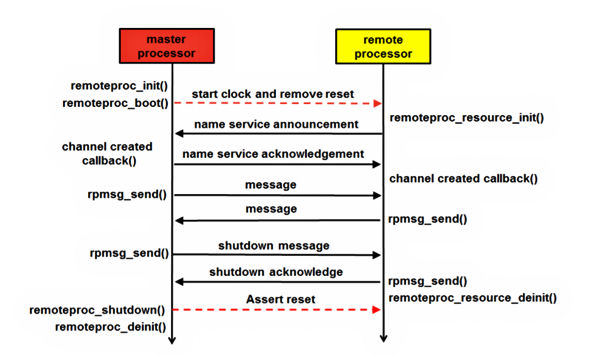 master
processor
remote
processor
remoteproc_init()
start clock and remove reset
remoteproc_boot()
remoteproc_resource_init()
name service announcement
channel created
callback()
name service acknowledgement
channel created callback()
message
rpmsg_send()
message
rpmsg_send()
shutdown message
rpmsg_send()
shutdown acknowledge
rpmsg_send()
remoteproc_resource_deinit()
Assert reset
remoteproc_shutdown()
remoteproc_deinit()